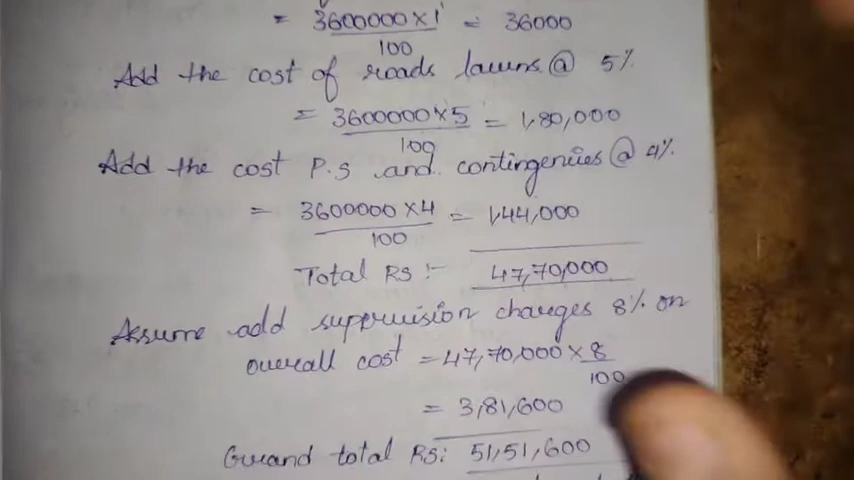 = 3600000×1 = 36000
100
Add the cost of roads lawns @ 5%
= 3600000×5 = 1,80,000
100
Add the cost P.S and contingencies @ 4%
= 3600000×4 = 1,44,000
100
Total RS :- 47,70,000
Assume add supervision charges 8% on
overall cost = 47,70,000 × 8
100
= 3,81,600
Grand total RS: 51,51,600